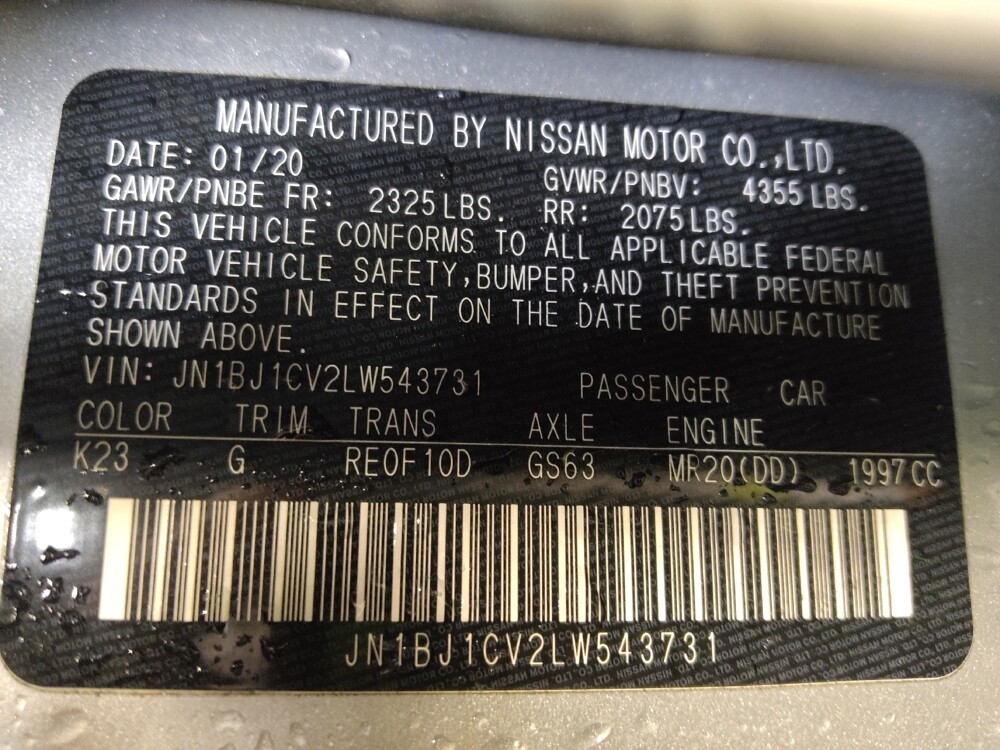 MANUFACTURED BY NISSAN MOTOR CO.,LTD.
DATE: 01/20 GVWR/PNBV: 4355 LBS.
GAWR/PNBE FR: 2325 LBS. RR: 2075 LBS.
THIS VEHICLE CONFORMS TO ALL APPLICABLE FEDERAL
MOTOR VEHICLE SAFETY, BUMPER, AND THEFT PREVENTION
STANDARDS IN EFFECT ON THE DATE OF MANUFACTURE
SHOWN ABOVE.
VIN: JN1BJ1CV2LW543731 PASSENGER CAR
COLOR TRIM TRANS AXLE ENGINE
K23 G RE0F10D GS63 MR20(DD) 1997 CC
JN1BJ1CV2LW543731